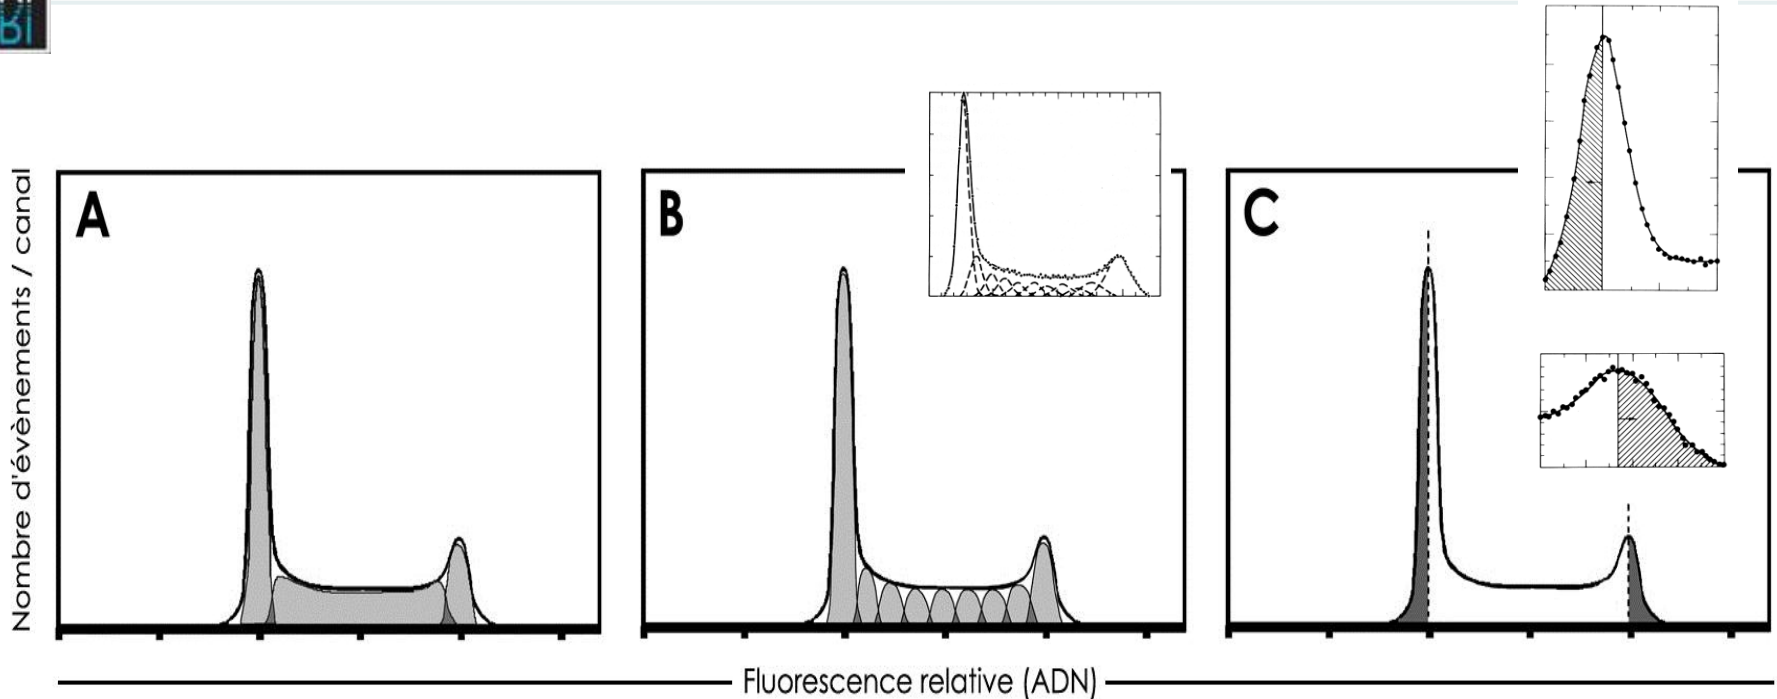 A
B
C
Nombre d'évènements / canal
Fluorescence relative (ADN)